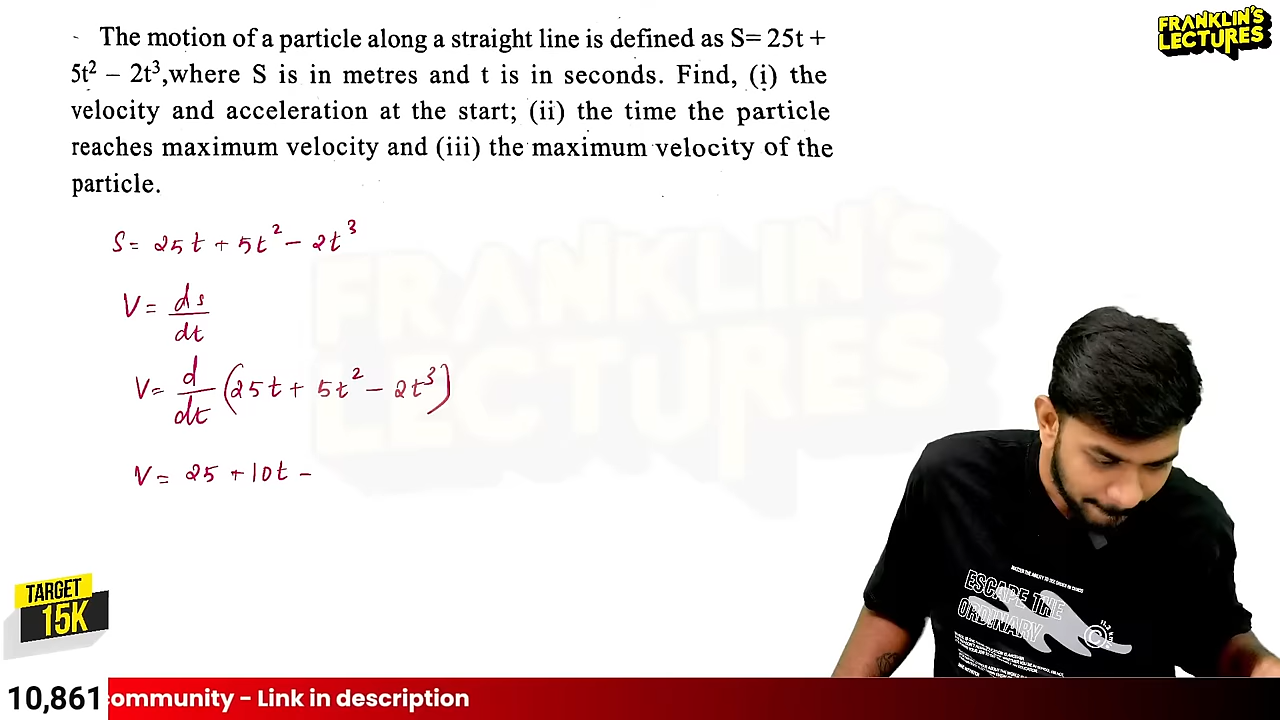 The motion of a particle along a straight line is defined as S= 25t +
5t² – 2t³,where S is in metres and t is in seconds. Find, (i) the
velocity and acceleration at the start; (ii) the time the particle
reaches maximum velocity and (iii) the maximum velocity of the
particle.
FRANKLIN'S
LECTURES
S = 25t + 5t² – 2t³
V = ds/dt
V = d/dt (25t + 5t² – 2t³)
V = 25 + 10t –
FRANKLIN'S
LECTURES
ESCAPE THE
ORDINARY
TARGET
15K
10,861
community – Link in description